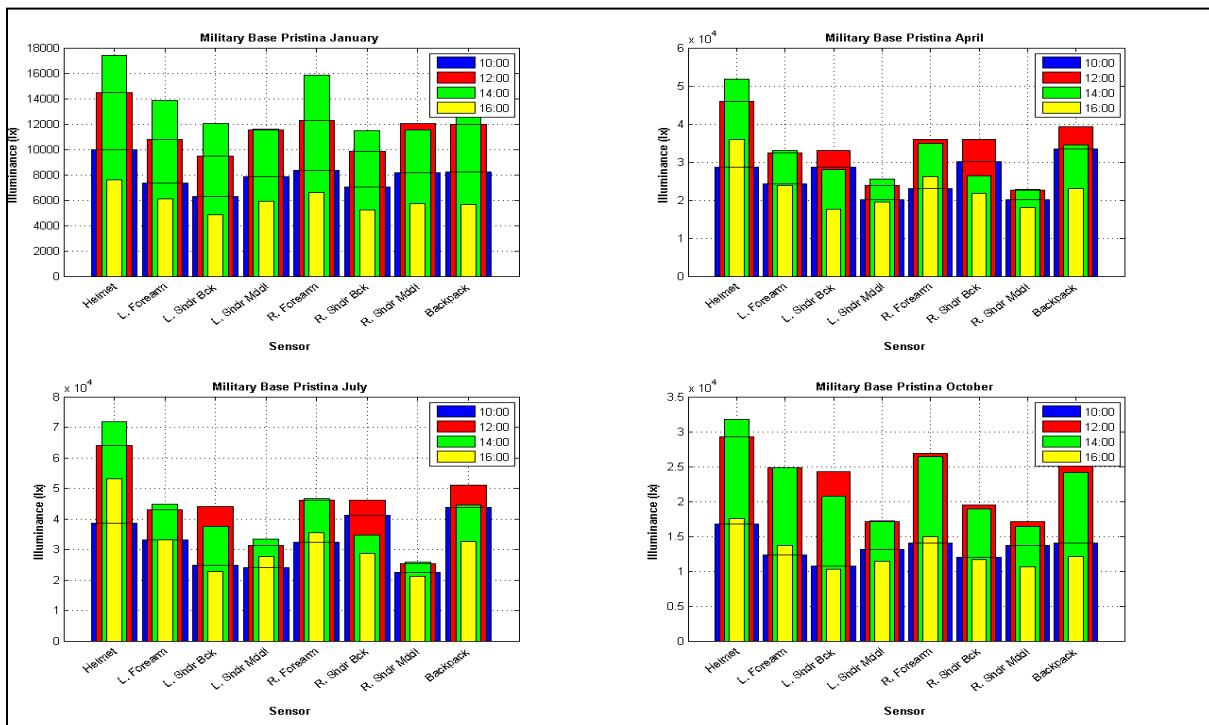 Military Base Pristina January
18000
16000
14000
12000
10000
8000
6000
4000
2000
0
Illuminance (lx)
10:00
12:00
14:00
16:00
Helmet
L. Forearm
L. Shdr Bck
L. Shdr Mddl
R. Forearm
R. Shdr Bck
R. Shdr Mddl
Backpack
Sensor
Military Base Pristina April
x 10⁴
6
5
4
3
2
1
0
Illuminance (lx)
10:00
12:00
14:00
16:00
Helmet
L. Forearm
L. Shdr Bck
L. Shdr Mddl
R. Forearm
R. Shdr Bck
R. Shdr Mddl
Backpack
Sensor
Military Base Pristina July
x 10⁴
8
7
6
5
4
3
2
1
0
Illuminance (lx)
10:00
12:00
14:00
16:00
Helmet
L. Forearm
L. Shdr Bck
L. Shdr Mddl
R. Forearm
R. Shdr Bck
R. Shdr Mddl
Backpack
Sensor
Military Base Pristina October
x 10⁴
3.5
3
2.5
2
1.5
1
0.5
0
Illuminance (lx)
10:00
12:00
14:00
16:00
Helmet
L. Forearm
L. Shdr Bck
L. Shdr Mddl
R. Forearm
R. Shdr Bck
R. Shdr Mddl
Backpack
Sensor